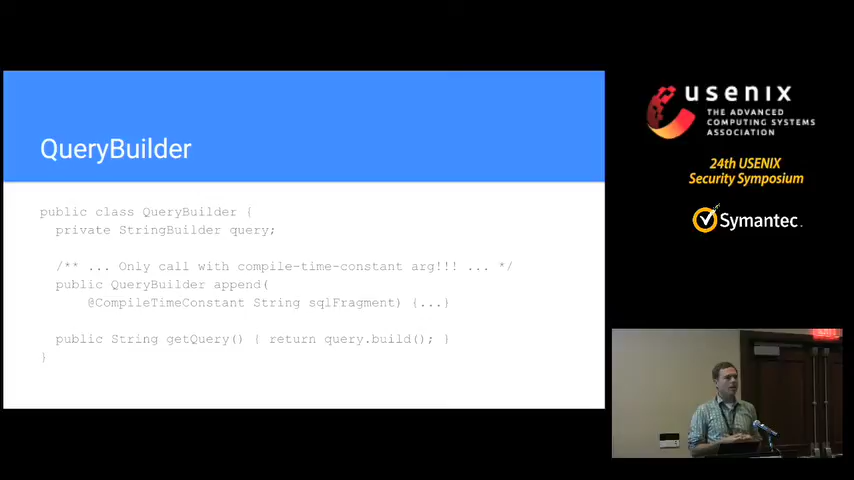 QueryBuilder
public class QueryBuilder {
private StringBuilder query;
/** ... Only call with compile-time-constant arg!!! ... */
public QueryBuilder append(
@CompileTimeConstant String sqlFragment) {...}
public String getQuery() { return query.build(); }
}
usenix
THE ADVANCED
COMPUTING SYSTEMS
ASSOCIATION
24th USENIX
Security Symposium
Symantec.